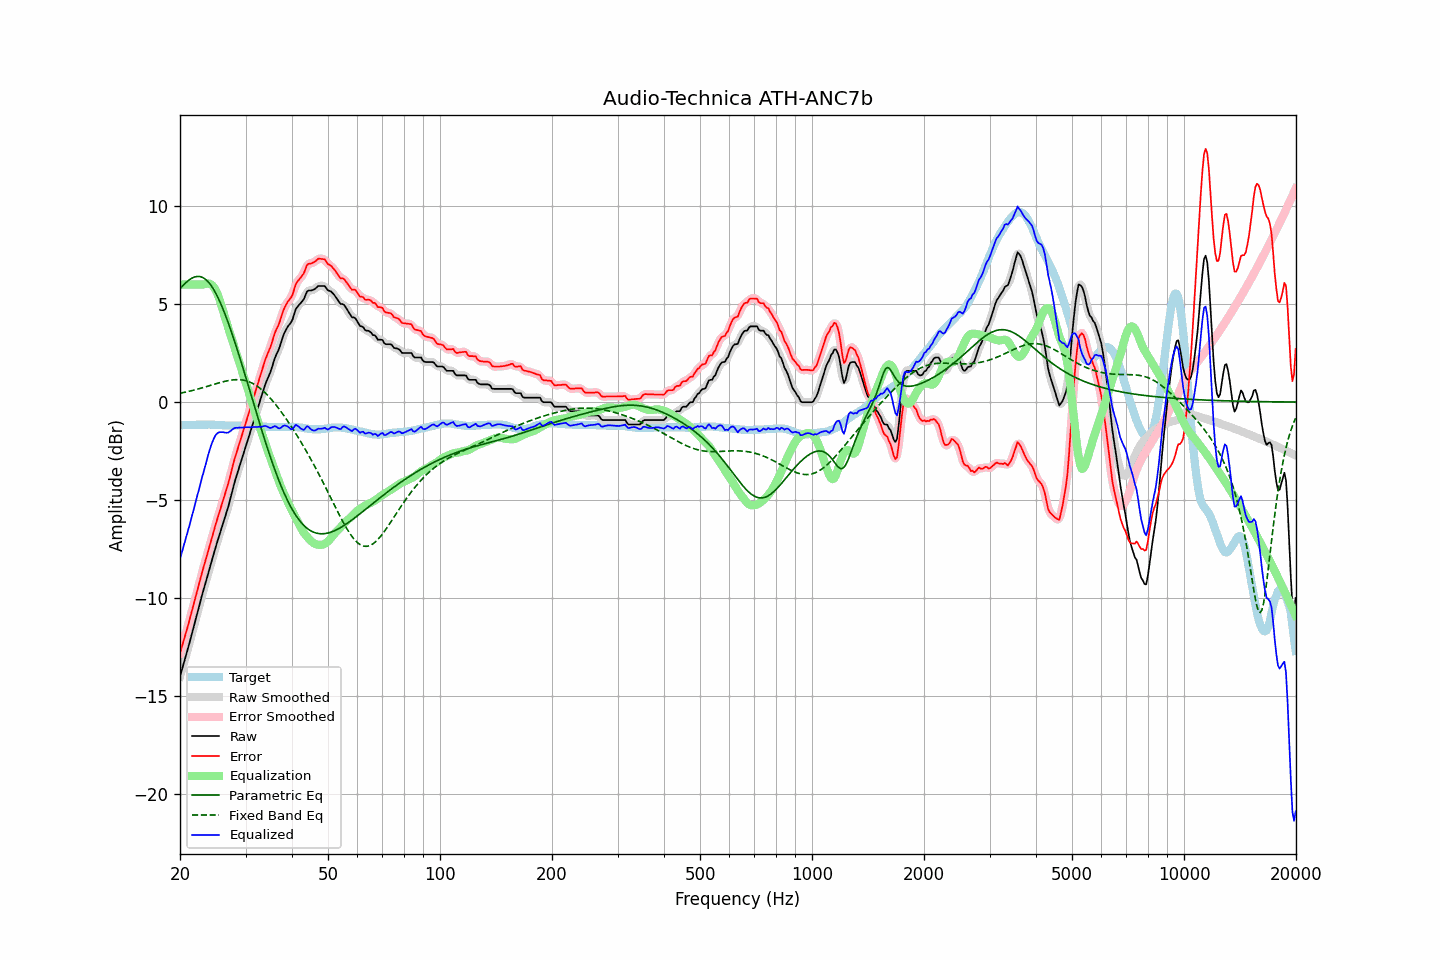 Audio-Technica ATH-ANC7b
Amplitude (dBr)
10
5
0
−5
−10
−15
−20
Target
Raw Smoothed
Error Smoothed
Raw
Error
Equalization
Parametric Eq
Fixed Band Eq
Equalized
20 50 100 200 500 1000 2000 5000 10000 20000
Frequency (Hz)